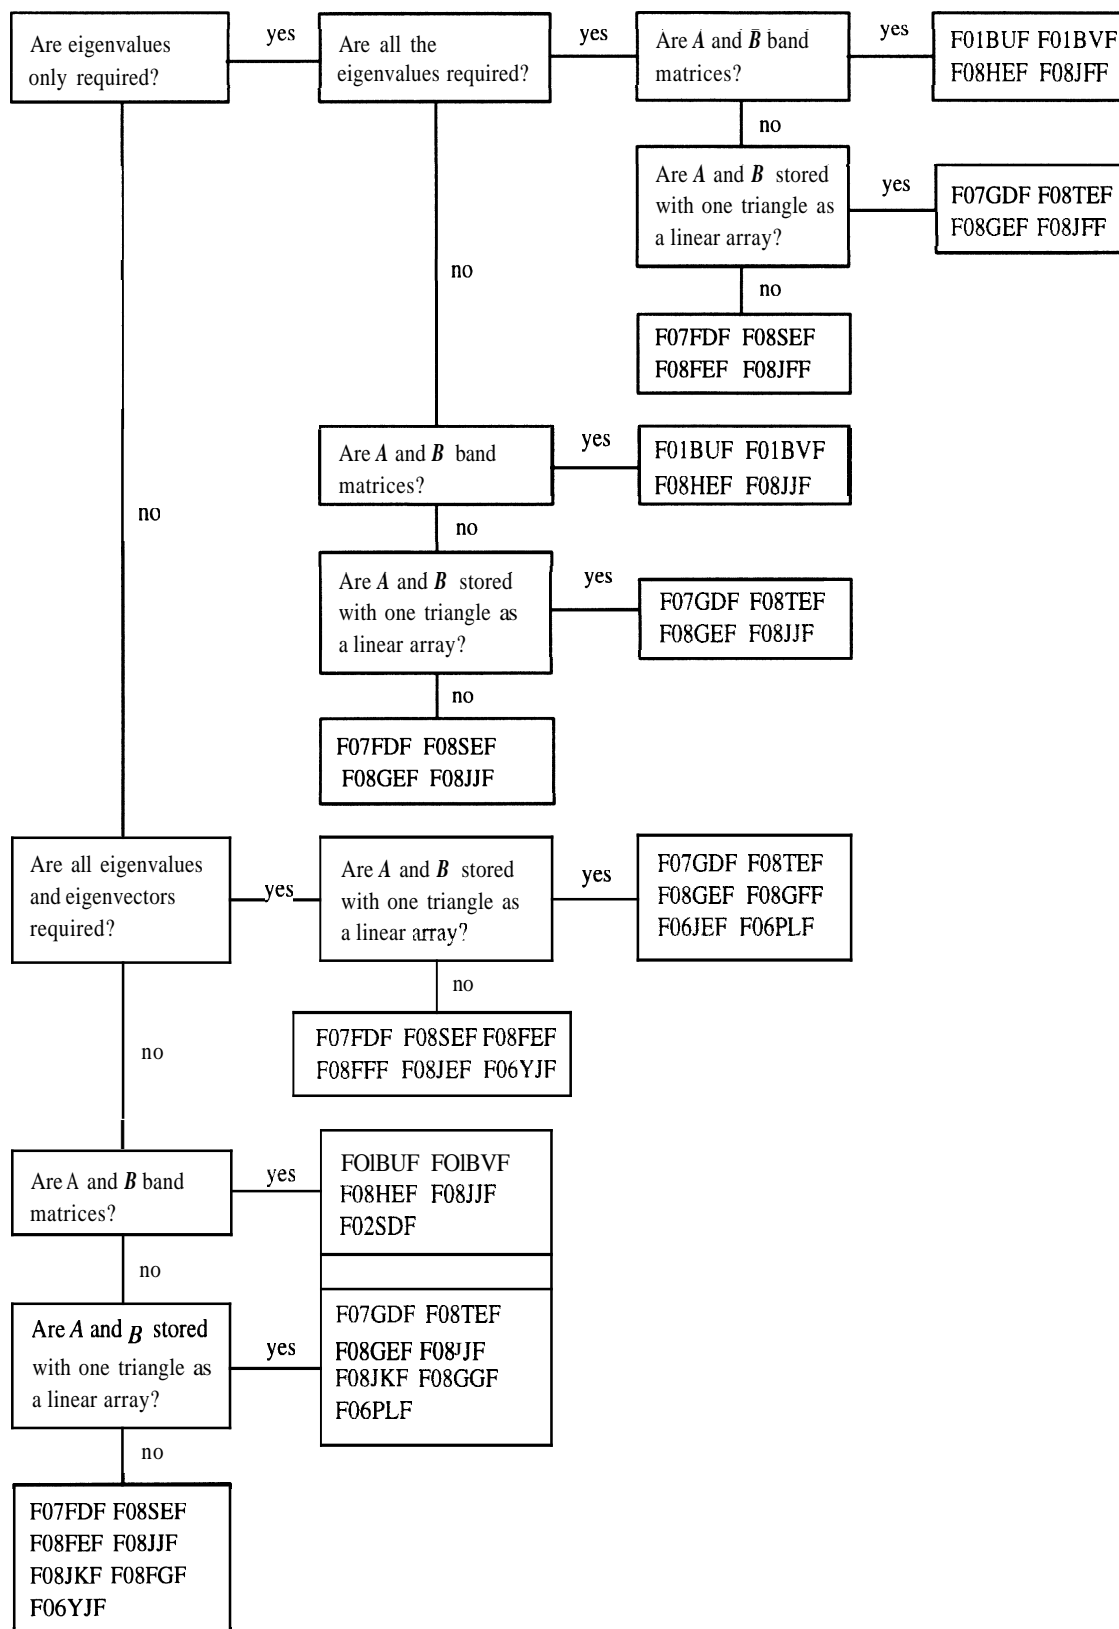 Are eigenvalues
only required?
yes
Are all the
eigenvalues required?
yes
Are A and B band
matrices?
yes
F01BUF F01BVF
F08HEF F08JFF
no
Are A and B stored
with one triangle as
a linear array?
yes
F07GDF F08TEF
F08GEF F08JFF
no
F07FDF F08SEF
F08FEF F08JFF
no
Are A and B band
matrices?
yes
F01BUF F01BVF
F08HEF F08JJF
no
Are A and B stored
with one triangle as
a linear array?
yes
F07GDF F08TEF
F08GEF F08JJF
no
F07FDF F08SEF
F08GEF F08JJF
no
Are all eigenvalues
and eigenvectors
required?
yes
Are A and B stored
with one triangle as
a linear array?
yes
F07GDF F08TEF
F08GEF F08GFF
F06JEF F06PLF
no
F07FDF F08SEF F08FEF
F08FFF F08JEF F06YJF
no
Are A and B band
matrices?
yes
FOlBUF FOlBVF
F08HEF F08JJF
F02SDF
no
Are A and B stored
with one triangle as
a linear array?
yes
F07GDF F08TEF
F08GEF F08JJF
F08JKF F08GGF
F06PLF
no
F07FDF F08SEF
F08FEF F08JJF
F08JKF F08FGF
F06YJF